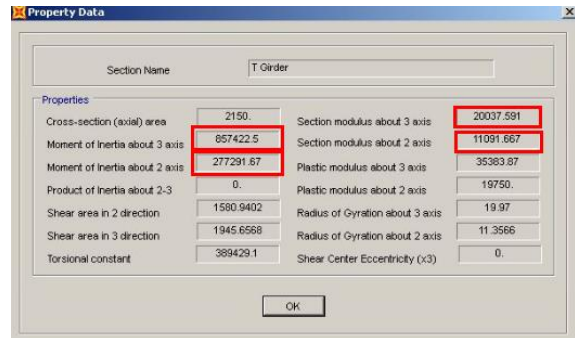 Property Data
Section Name T Girder
Properties
Cross-section (axial) area 2150. Section modulus about 3 axis 20037.591
Moment of Inertia about 3 axis 857422.5 Section modulus about 2 axis 11091.667
Moment of Inertia about 2 axis 277291.67 Plastic modulus about 3 axis 35383.87
Product of Inertia about 2-3 0. Plastic modulus about 2 axis 19750.
Shear area in 2 direction 1580.9402 Radius of Gyration about 3 axis 19.97
Shear area in 3 direction 1945.6568 Radius of Gyration about 2 axis 11.3566
Torsional constant 389429.1 Shear Center Eccentricity (x3) 0.
OK